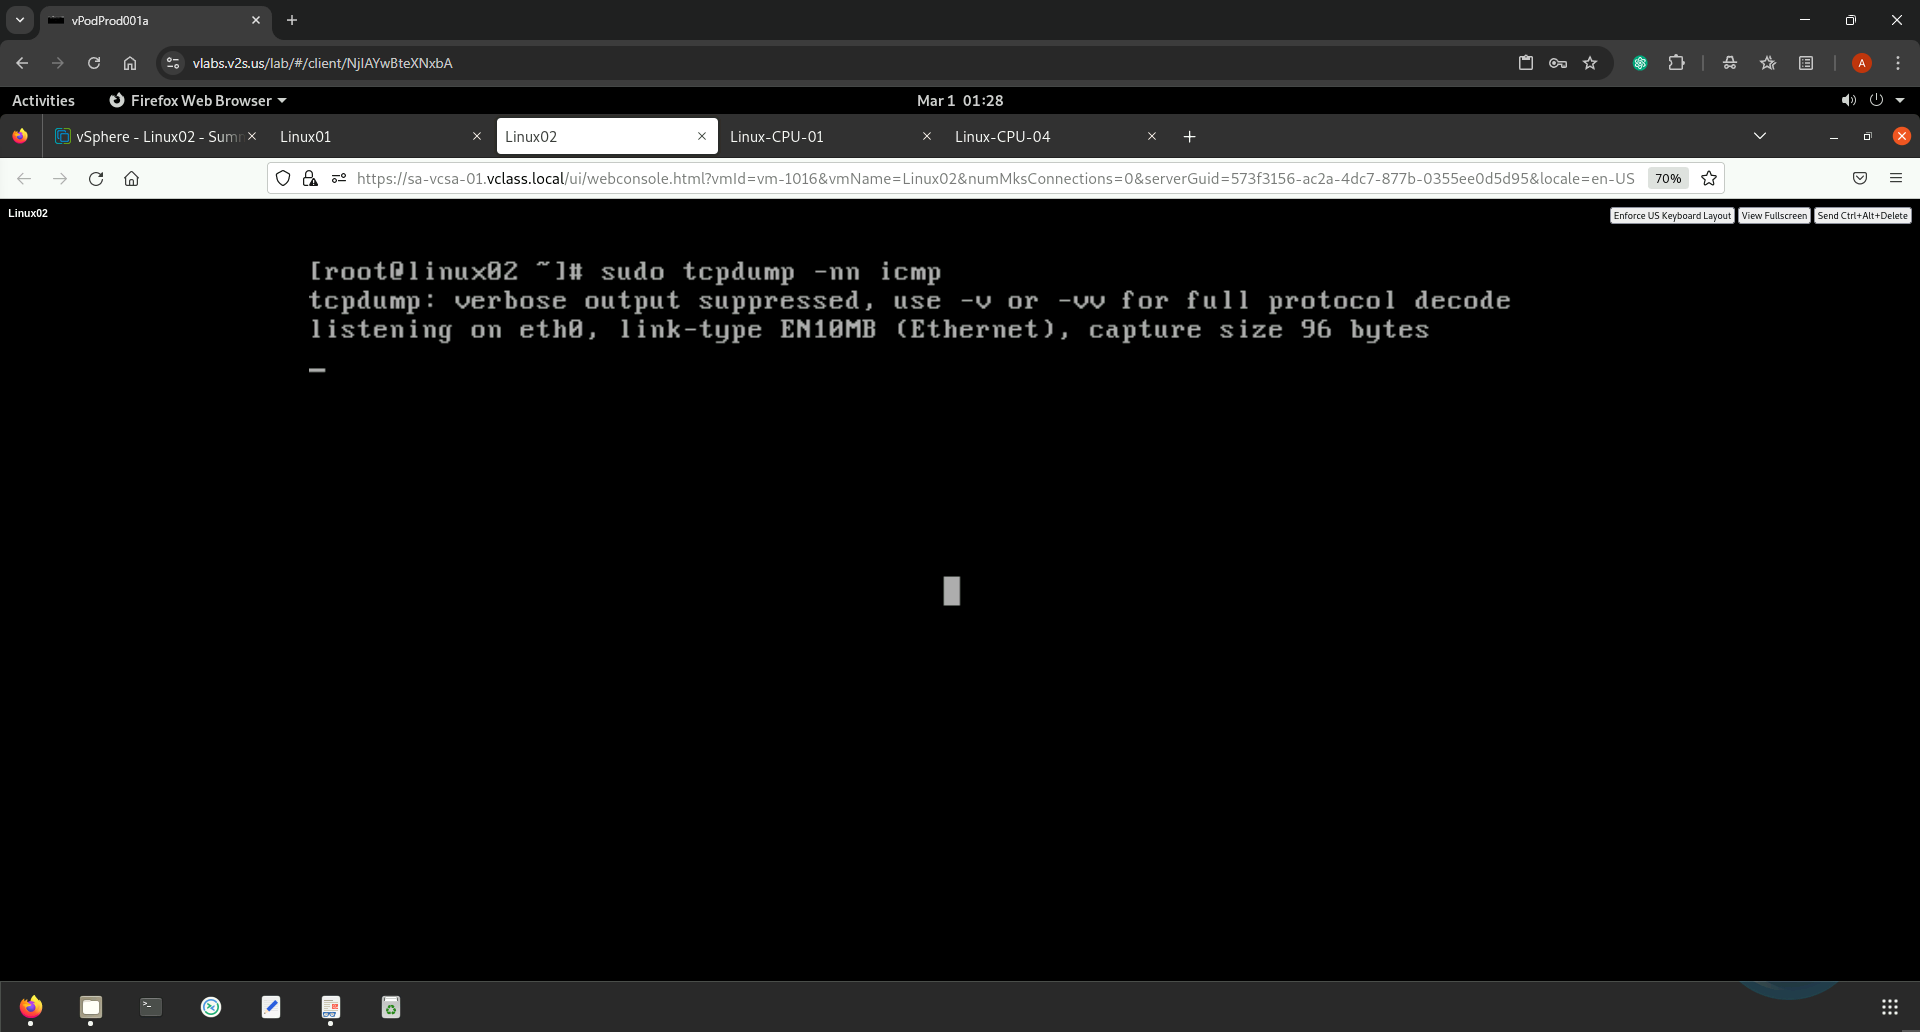 vPodProd001a
vlabs.v2s.us/lab/#/client/NjIAYwBteXNxbA
A
Activities
Firefox Web Browser
Mar 1 01:28
vSphere - Linux02 - Sum
Linux01
Linux02
Linux-CPU-01
Linux-CPU-04
https://sa-vcsa-01.vclass.local/ui/webconsole.html?vmId=vm-1016&vmName=Linux02&numMksConnections=0&serverGuid=573f3156-ac2a-4dc7-877b-0355ee0d5d95&locale=en-US
70%
Linux02
Enforce US Keyboard Layout
View Fullscreen
Send Ctrl+Alt+Delete
[root@linux02 ~]# sudo tcpdump -nn icmp
tcpdump: verbose output suppressed, use -v or -vv for full protocol decode
listening on eth0, link-type EN10MB (Ethernet), capture size 96 bytes